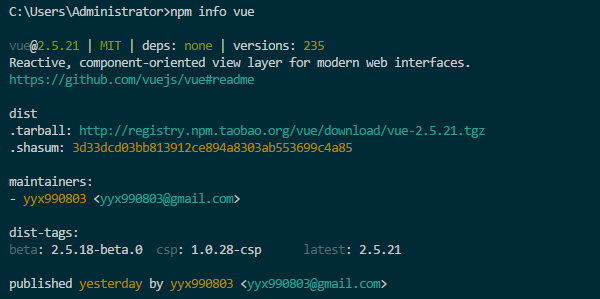 C:\Users\Administrator>npm info vue
vue@2.5.21 | MIT | deps: none | versions: 235
Reactive, component-oriented view layer for modern web interfaces.
https://github.com/vuejs/vue#readme
dist
.tarball: http://registry.npm.taobao.org/vue/download/vue-2.5.21.tgz
.shasum: 3d33dcd03bb813912ce894a8303ab553699c4a85
maintainers:
- yyx990803 <yyx990803@gmail.com>
dist-tags:
beta: 2.5.18-beta.0  csp: 1.0.28-csp      latest: 2.5.21
published yesterday by yyx990803 <yyx990803@gmail.com>